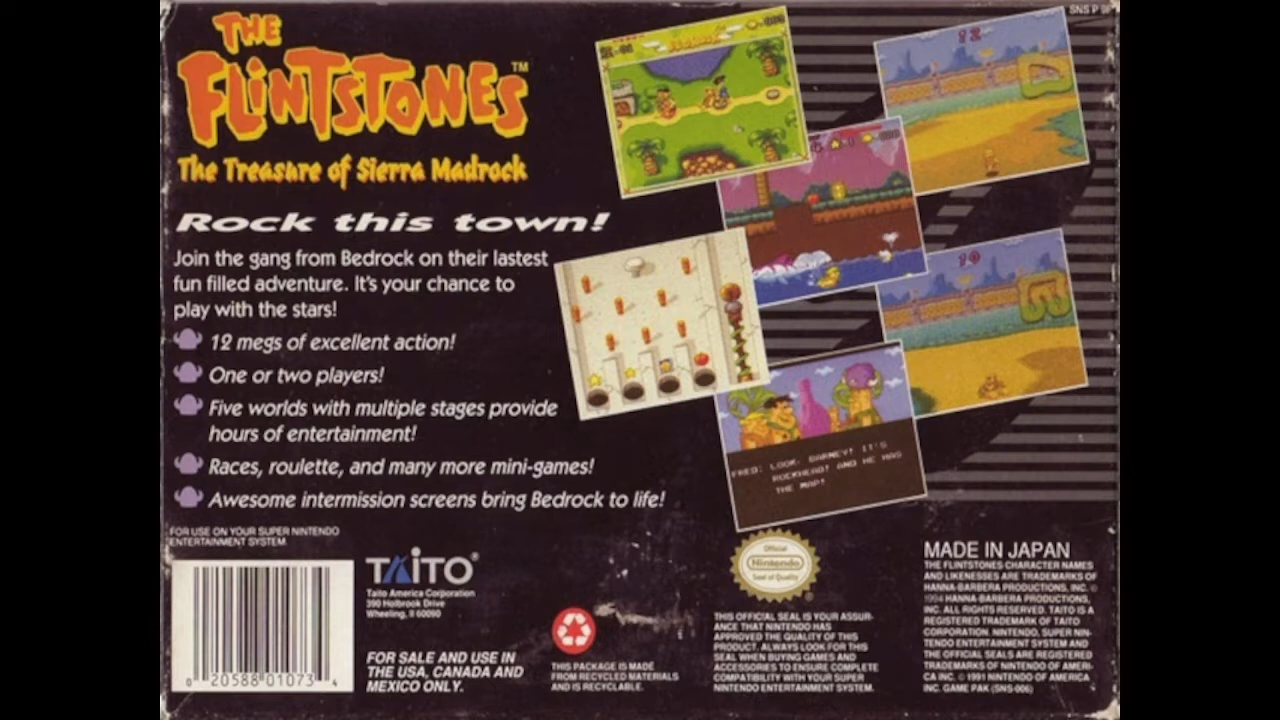 THE
FLINTSTONES™
The Treasure of Sierra Madrock
Rock this town!
Join the gang from Bedrock on their lastest
fun filled adventure. It's your chance to
play with the stars!
12 megs of excellent action!
One or two players!
Five worlds with multiple stages provide
hours of entertainment!
Races, roulette, and many more mini-games!
Awesome intermission screens bring Bedrock to life!
FOR USE ON YOUR SUPER NINTENDO
ENTERTAINMENT SYSTEM.
0 20588 01073 4
TAITO®
Taito America Corporation
390 Holbrook Drive
Wheeling, Il 60090
FOR SALE AND USE IN
THE USA, CANADA AND
MEXICO ONLY.
THIS PACKAGE IS MADE
FROM RECYCLED MATERIALS
AND IS RECYCLABLE.
SNS P
12
10
FRED: LOOK, BARNEY! IT'S
ROCKHEAD! AND HE HAS
THE MAP!
Official
Nintendo
Seal of Quality
THIS OFFICIAL SEAL IS YOUR ASSUR-
ANCE THAT NINTENDO HAS
APPROVED THE QUALITY OF THIS
PRODUCT. ALWAYS LOOK FOR THIS
SEAL WHEN BUYING GAMES AND
ACCESSORIES TO ENSURE COMPLETE
COMPATIBILITY WITH YOUR SUPER
NINTENDO ENTERTAINMENT SYSTEM.
MADE IN JAPAN
THE FLINTSTONES CHARACTER NAMES
AND LIKENESSES ARE TRADEMARKS OF
HANNA-BARBERA PRODUCTIONS, INC. ©
1994 HANNA-BARBERA PRODUCTIONS,
INC. ALL RIGHTS RESERVED. TAITO IS A
REGISTERED TRADEMARK OF TAITO
CORPORATION. NINTENDO, SUPER NIN-
TENDO ENTERTAINMENT SYSTEM AND
THE OFFICIAL SEALS ARE REGISTERED
TRADEMARKS OF NINTENDO OF AMERI-
CA INC. © 1991 NINTENDO OF AMERICA
INC. GAME PAK (SNS-006)